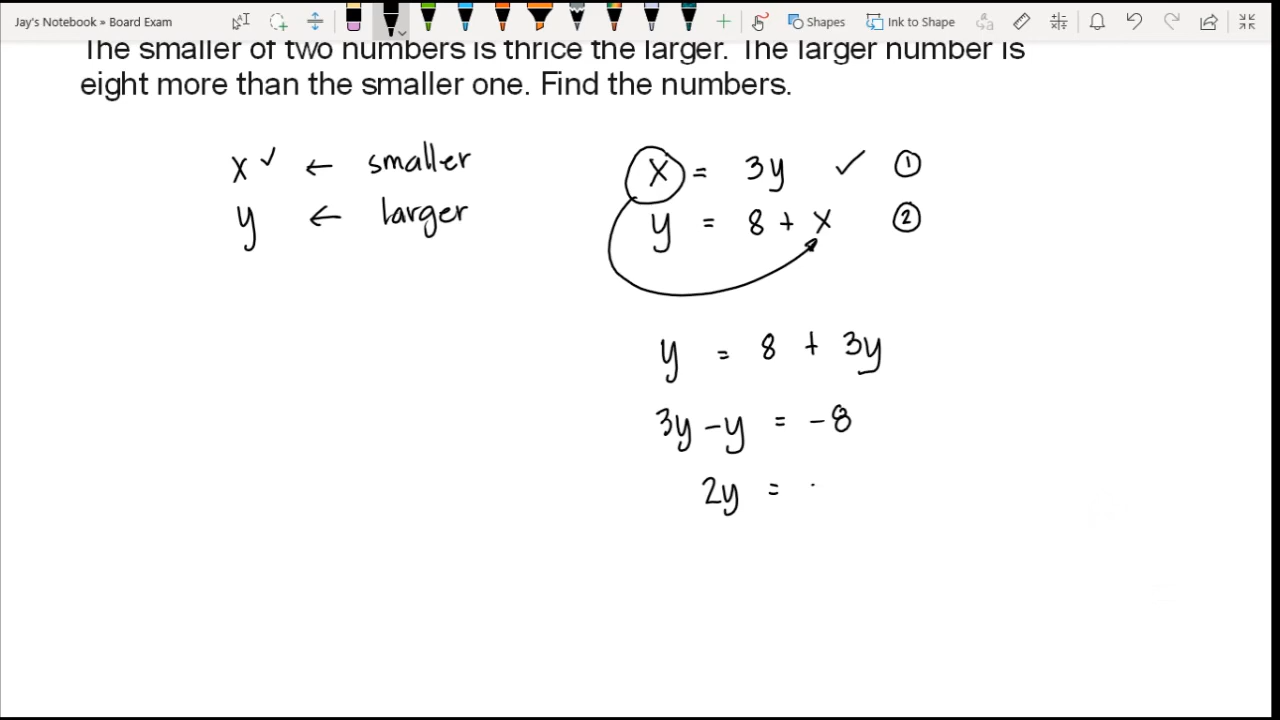 Jay's Notebook » Board Exam
Shapes
Ink to Shape
The smaller of two numbers is thrice the larger. The larger number is
eight more than the smaller one. Find the numbers.
x ✓ ← smaller
y ← larger
x = 3y ✓ ①
y = 8 + x ②
y = 8 + 3y
3y - y = -8
2y =